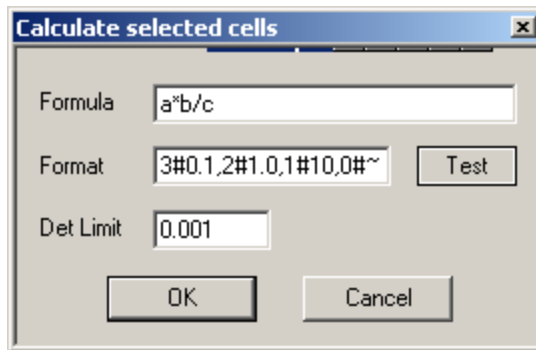 Calculate selected cells
Formula a*b/c
Format 3#0.1,2#1.0,1#10,0#~ Test
Det Limit 0.001
OK Cancel